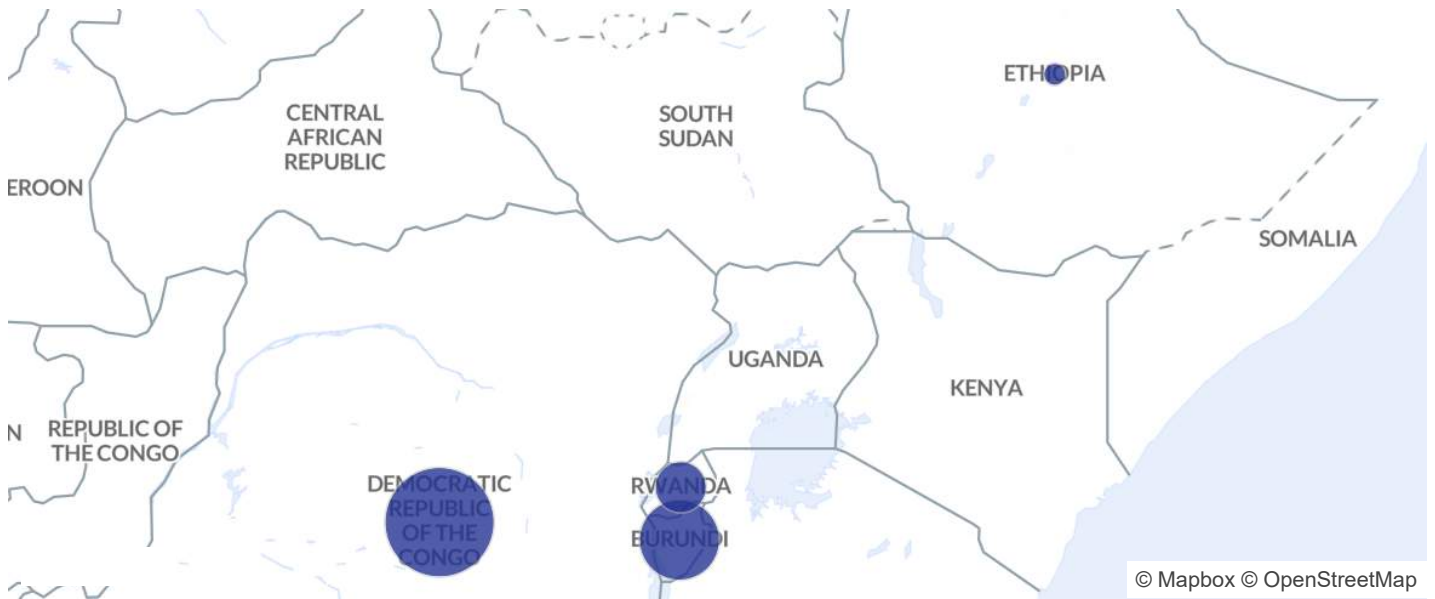 ETHIOPIA
CENTRAL
AFRICAN
REPUBLIC
SOUTH
SUDAN
EROON
SOMALIA
UGANDA
KENYA
N
REPUBLIC OF
THE CONGO
DEMOCRATIC
REPUBLIC
OF THE
CONGO
RWANDA
BURUNDI
© Mapbox © OpenStreetMap